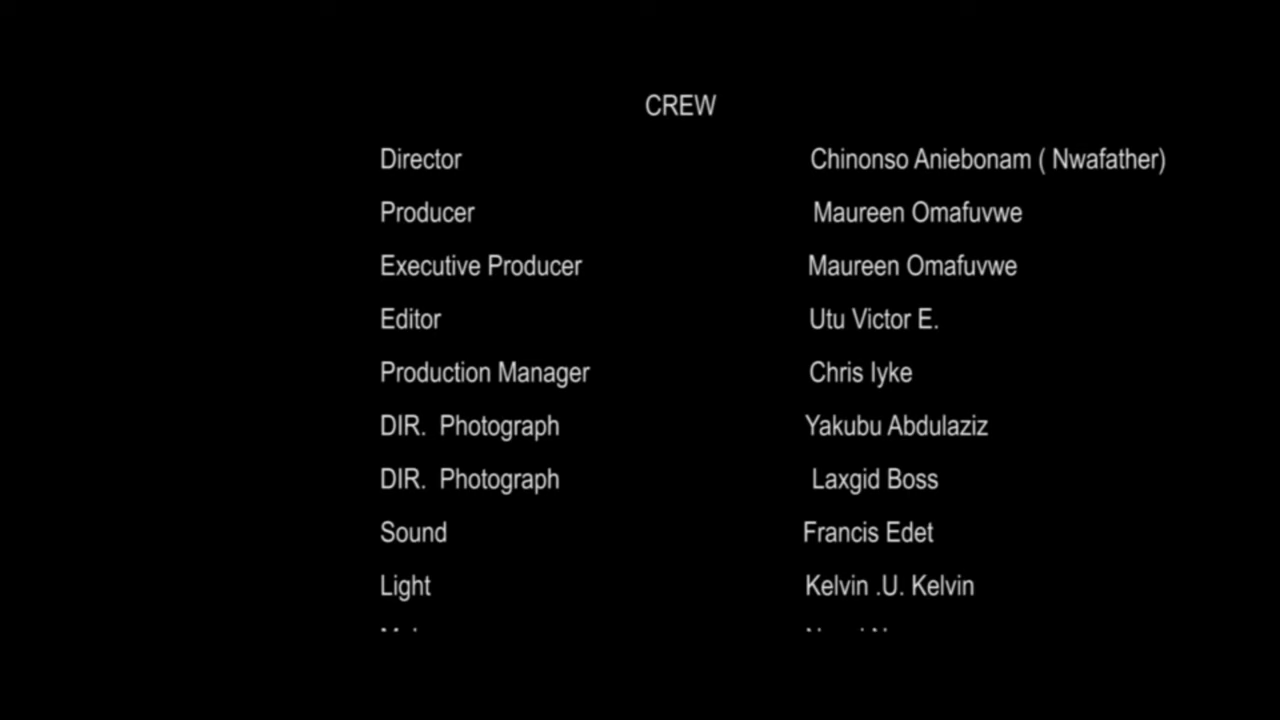 CREW
Director Chinonso Aniebonam ( Nwafather)
Producer Maureen Omafuvwe
Executive Producer Maureen Omafuvwe
Editor Utu Victor E.
Production Manager Chris Iyke
DIR. Photograph Yakubu Abdulaziz
DIR. Photograph Laxgid Boss
Sound Francis Edet
Light Kelvin .U. Kelvin